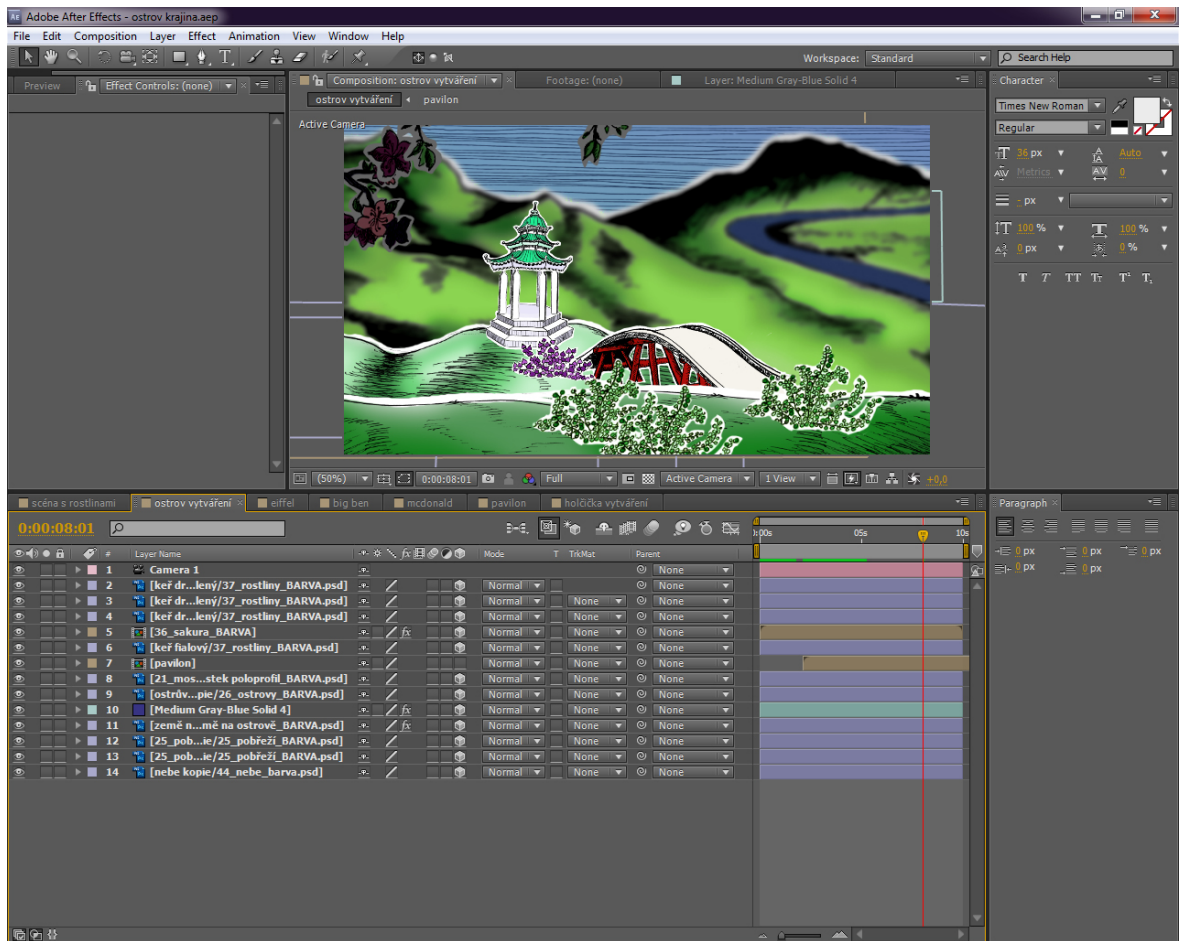 Adobe After Effects - ostrov krajina.aep
File Edit Composition Layer Effect Animation View Window Help
Workspace: Standard
Search Help
Preview
Effect Controls: (none)
Composition: ostrov vytváření
Footage: (none)
Layer: Medium Gray-Blue Solid 4
ostrov vytváření
pavilon
Active Camera
Character
Times New Roman
Regular
36 px
Auto
Metrics
0
- px
100 %
100 %
0 px
0 %
T T TT Tt T¹ T₁
(50%)
0:00:08:01
Full
Active Camera
1 View
+0,0
scéna s rostlinami
ostrov vytváření
eiffel
big ben
mcdonald
pavilon
holčička vytváření
Paragraph
0:00:08:01
):00s 05s 10s
# Layer Name Mode T TrkMat Parent
1 Camera 1 None
2 [keř dr...lený/37_rostliny_BARVA.psd] Normal None
3 [keř dr...lený/37_rostliny_BARVA.psd] Normal None None
4 [keř dr...lený/37_rostliny_BARVA.psd] Normal None None
5 [36_sakura_BARVA] fx Normal None None
6 [keř fialový/37_rostliny_BARVA.psd] Normal None None
7 [pavilon] Normal None None
8 [21_mos...stek poloprofil_BARVA.psd] Normal None None
9 [ostrův...pie/26_ostrovy_BARVA.psd] Normal None None
10 [Medium Gray-Blue Solid 4] fx Normal None None
11 [země n...mě na ostrově_BARVA.psd] fx Normal None None
12 [25_pob...ie/25_pobřeží_BARVA.psd] Normal None None
13 [25_pob...ie/25_pobřeží_BARVA.psd] Normal None None
14 [nebe kopie/44_nebe_barva.psd] Normal None None
0 px 0 px 0 px
0 px 0 px